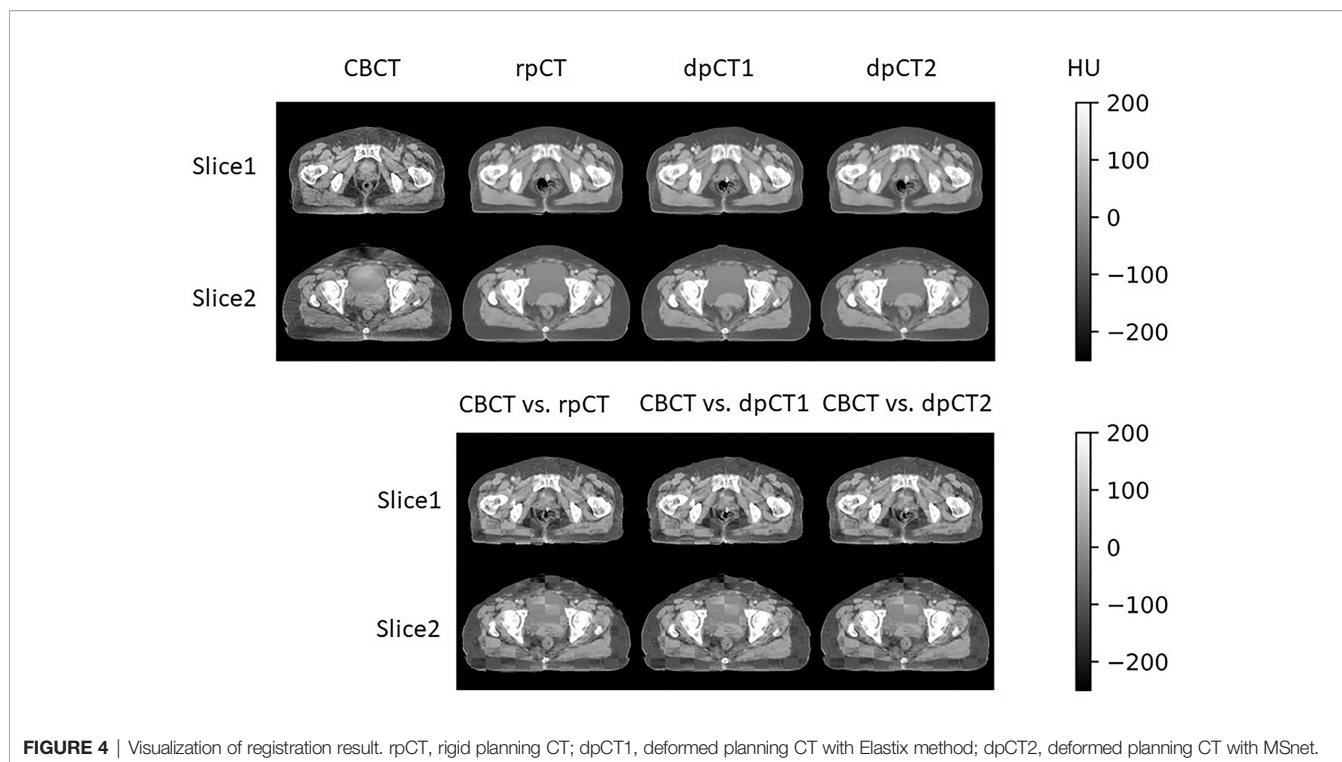 CBCT rpCT dpCT1 dpCT2 HU
Slice1
Slice2
200
100
0
−100
−200
CBCT vs. rpCT CBCT vs. dpCT1 CBCT vs. dpCT2
Slice1
Slice2
200
100
0
−100
−200
FIGURE 4 | Visualization of registration result. rpCT, rigid planning CT; dpCT1, deformed planning CT with Elastix method; dpCT2, deformed planning CT with MSnet.